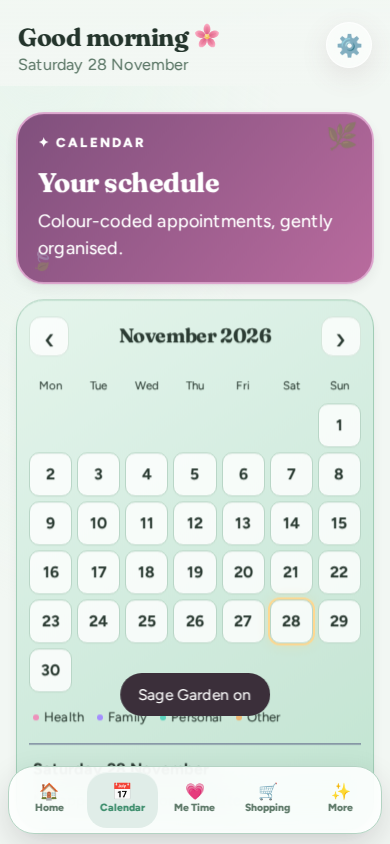 Good morning 🌸
Saturday 28 November
✦ CALENDAR
Your schedule
Colour-coded appointments, gently
organised.
❮ November 2026 ❯
Mon Tue Wed Thu Fri Sat Sun
1
2 3 4 5 6 7 8
9 10 11 12 13 14 15
16 17 18 19 20 21 22
23 24 25 26 27 28 29
30
Sage Garden on
Health Family Personal Other
Saturday 28 November
Home Calendar Me Time Shopping More